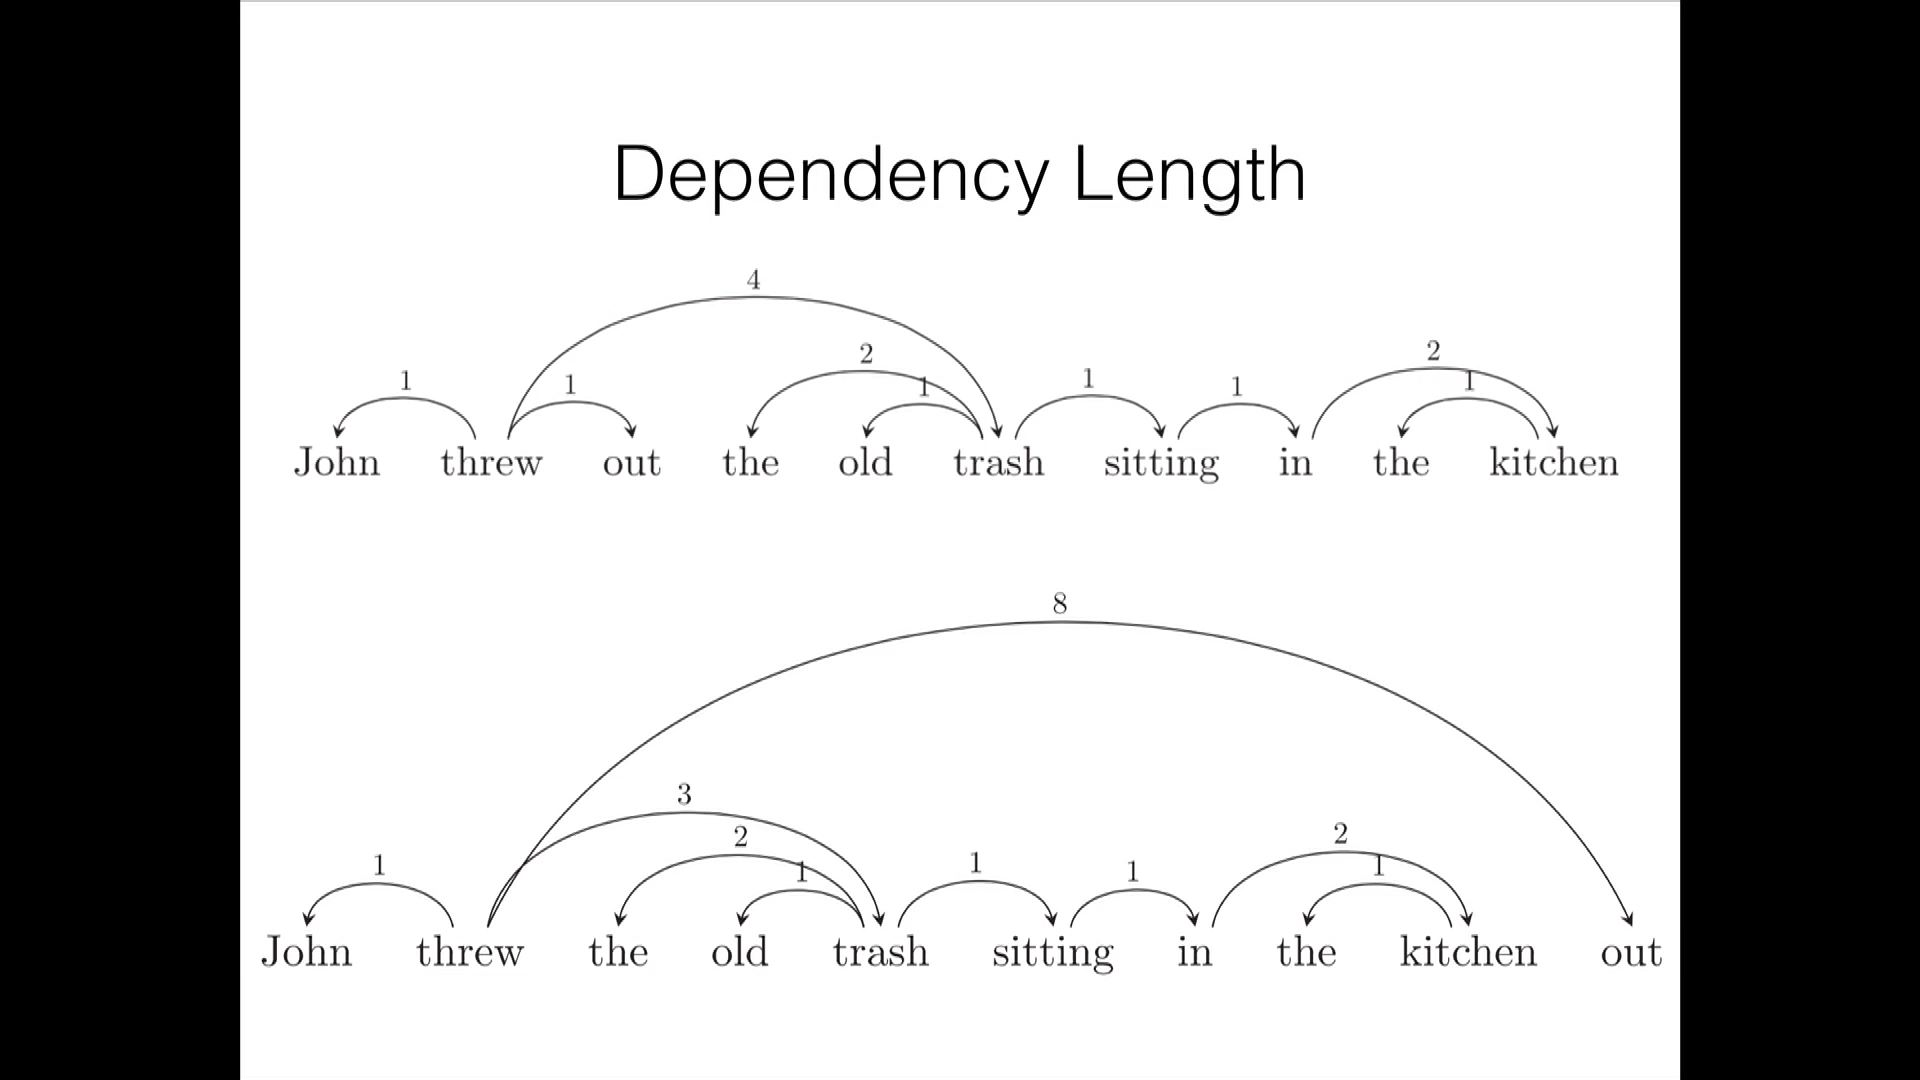 Dependency Length
4
2
2
1 1 1 1 1 1
John threw out the old trash sitting in the kitchen
8
3
2 2
1 1 1 1 1
John threw the old trash sitting in the kitchen out